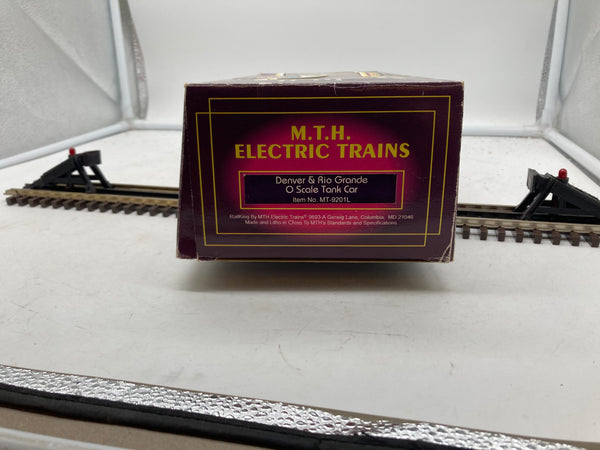 M.T.H.
ELECTRIC TRAINS
Denver & Rio Grande
O Scale Tank Car
Item No. MT-9201L
RailKing By MTH Electric Trains® 9693-A Gerwig Lane, Columbia, MD 21046
Made and Litho in China To MTH's Standards and Specifications